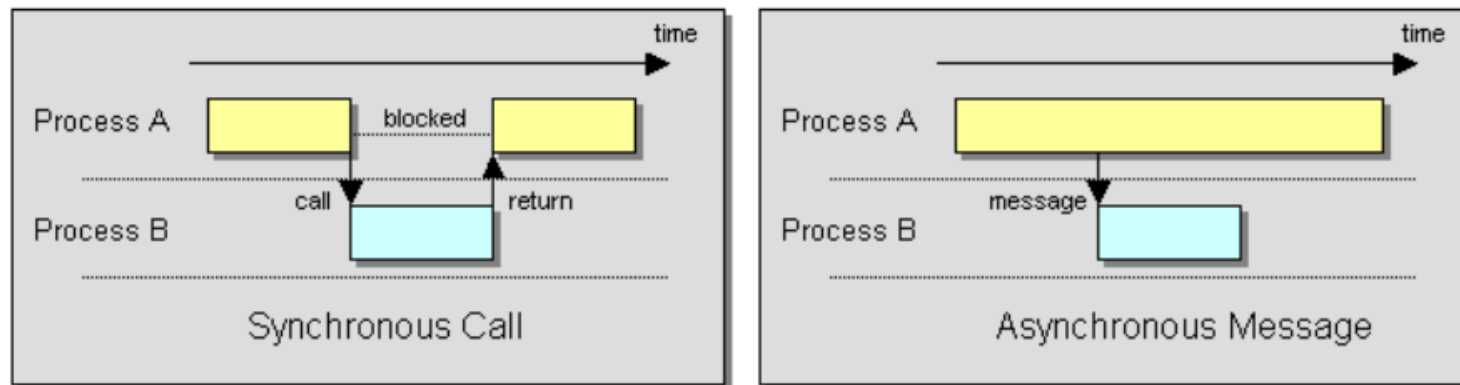 time
Process A
blocked
call
return
Process B
Synchronous Call
time
Process A
message
Process B
Asynchronous Message